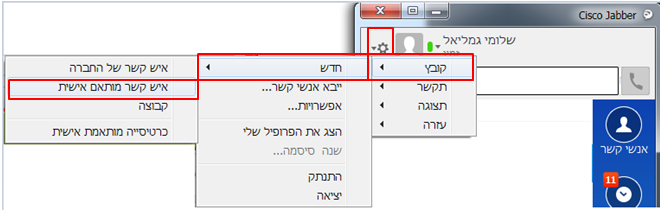 Cisco Jabber
שלומי גמליאל
קובץ
תקשר
תצוגה
עזרה
חדש
ייבא אנשי קשר...
אפשרויות...
הצג את הפרופיל שלי
שנה סיסמה...
התנתק
יציאה
איש קשר של החברה
איש קשר מותאם אישית
קבוצה
כרטיסייה מותאמת אישית
אנשי קשר
11